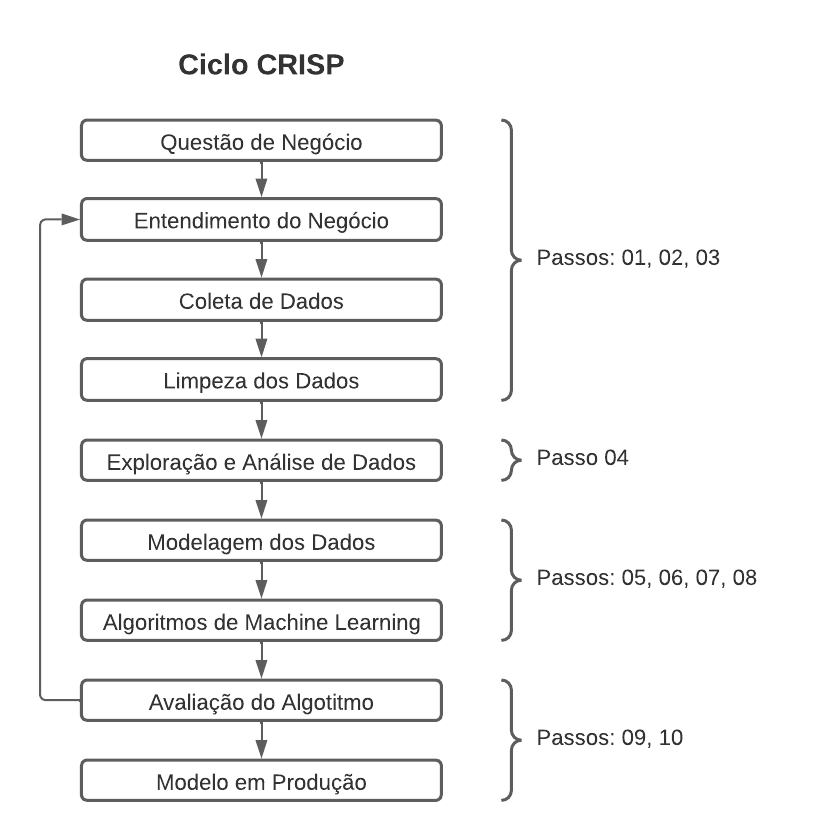 Ciclo CRISP
Questão de Negócio
Entendimento do Negócio
Coleta de Dados
Limpeza dos Dados
Passos: 01, 02, 03
Exploração e Análise de Dados
Passo 04
Modelagem dos Dados
Algoritmos de Machine Learning
Passos: 05, 06, 07, 08
Avaliação do Algotitmo
Modelo em Produção
Passos: 09, 10